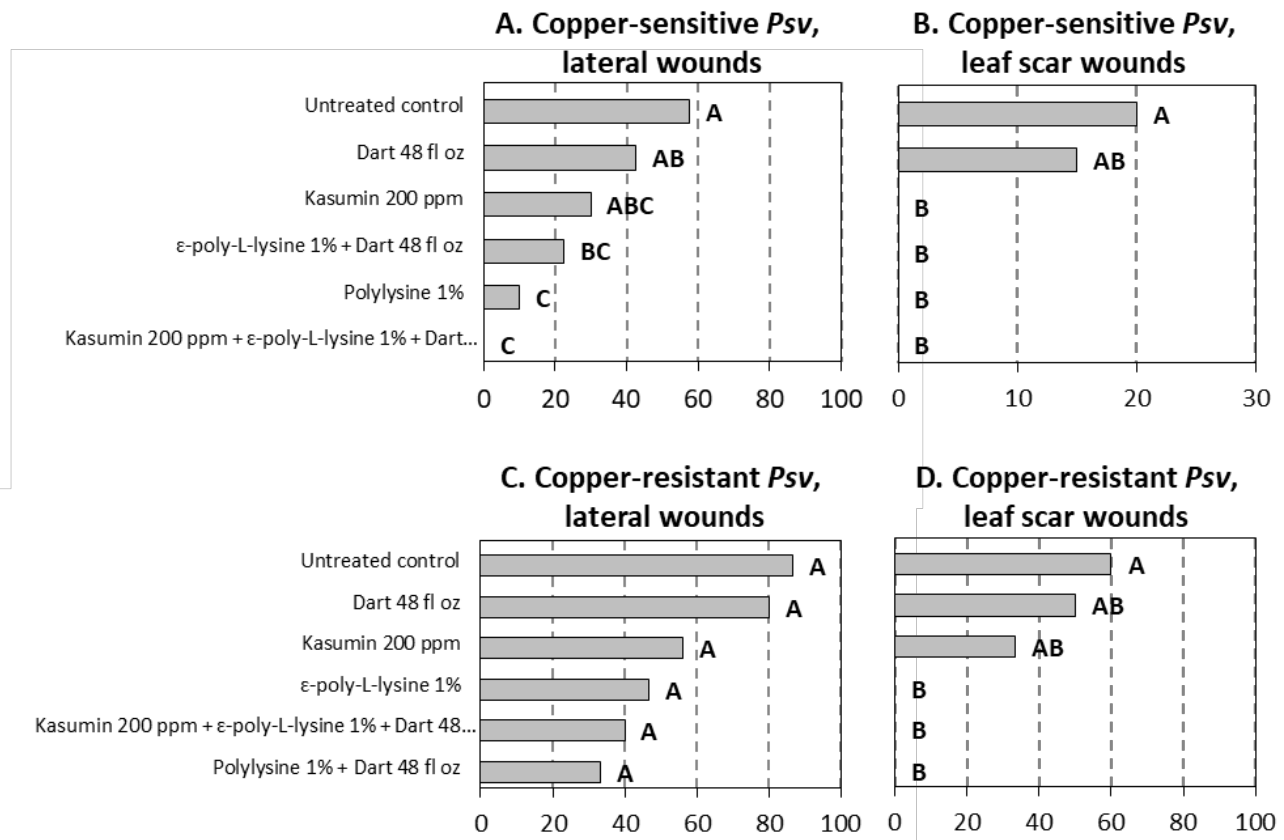 A. Copper-sensitive Psv,
lateral wounds
B. Copper-sensitive Psv,
leaf scar wounds
Untreated control
A
A
Dart 48 fl oz
AB
AB
Kasumin 200 ppm
ABC
B
ε-poly-L-lysine 1% + Dart 48 fl oz
BC
B
Polylysine 1%
C
B
Kasumin 200 ppm + ε-poly-L-lysine 1% + Dart...
C
B
0 20 40 60 80 100
0 10 20 30
C. Copper-resistant Psv,
lateral wounds
D. Copper-resistant Psv,
leaf scar wounds
Untreated control
A
A
Dart 48 fl oz
A
AB
Kasumin 200 ppm
A
AB
ε-poly-L-lysine 1%
A
B
Kasumin 200 ppm + ε-poly-L-lysine 1% + Dart 48...
A
B
Polylysine 1% + Dart 48 fl oz
A
B
0 20 40 60 80 100
0 20 40 60 80 100